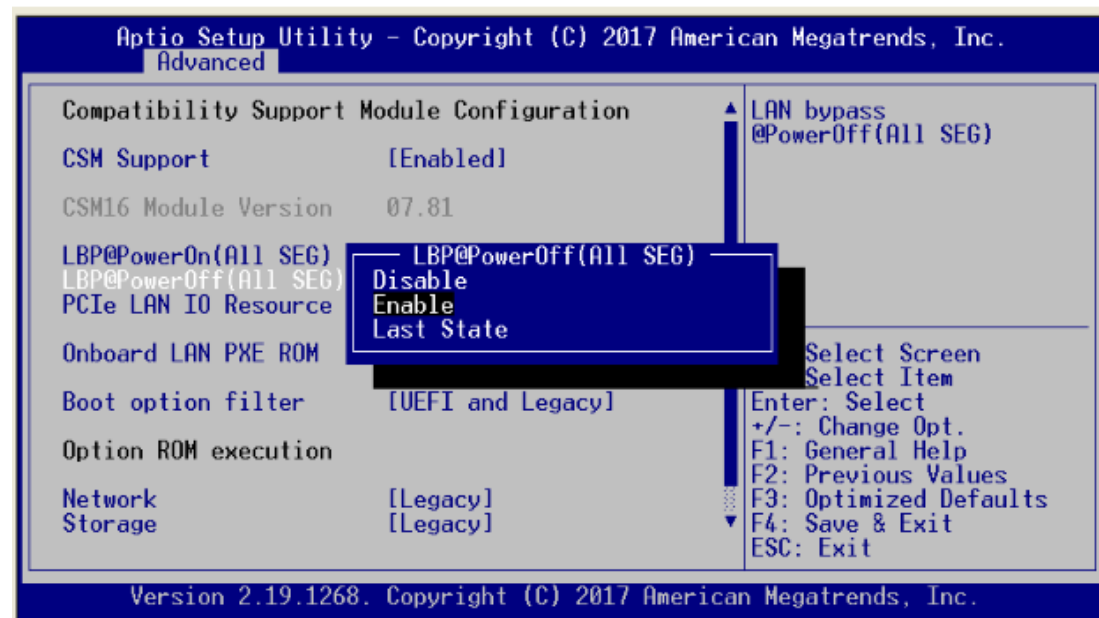 Aptio Setup Utility – Copyright (C) 2017 American Megatrends, Inc.
Advanced
Compatibility Support Module Configuration
CSM Support [Enabled]
CSM16 Module Version 07.81
LBP@PowerOn(All SEG)
LBP@PowerOff(All SEG)
PCIe LAN IO Resource
Onboard LAN PXE ROM
Boot option filter [UEFI and Legacy]
Option ROM execution
Network [Legacy]
Storage [Legacy]
LBP@PowerOff(All SEG)
Disable
Enable
Last State
LAN bypass
@PowerOff(All SEG)
Select Screen
Select Item
Enter: Select
+/-: Change Opt.
F1: General Help
F2: Previous Values
F3: Optimized Defaults
F4: Save & Exit
ESC: Exit
Version 2.19.1268. Copyright (C) 2017 American Megatrends, Inc.